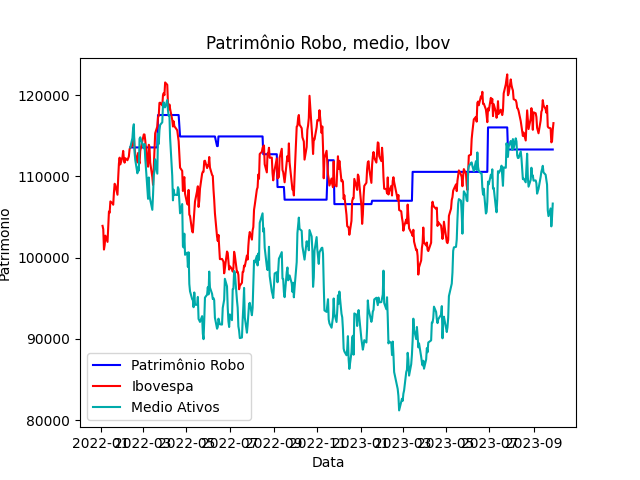 Patrimônio Robo, medio, Ibov
Patrimonio
120000
110000
100000
90000
80000
Patrimônio Robo
Ibovespa
Medio Ativos
2022-01 2022-03 2022-05 2022-07 2022-09 2022-11 2023-01 2023-03 2023-05 2023-07 2023-09
Data